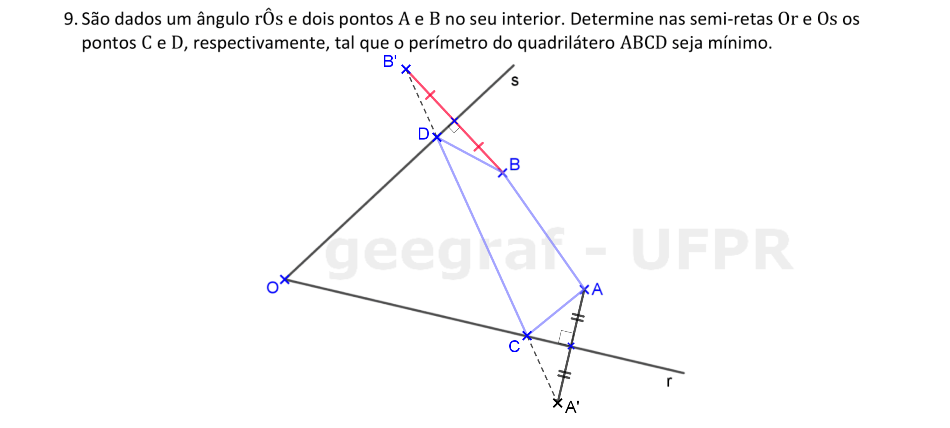 9. São dados um ângulo rÔs e dois pontos A e B no seu interior. Determine nas semi-retas Or e Os os
pontos C e D, respectivamente, tal que o perímetro do quadrilátero ABCD seja mínimo.
B'
s
D
B
geegraf - UFPR
O
A
C
r
A'